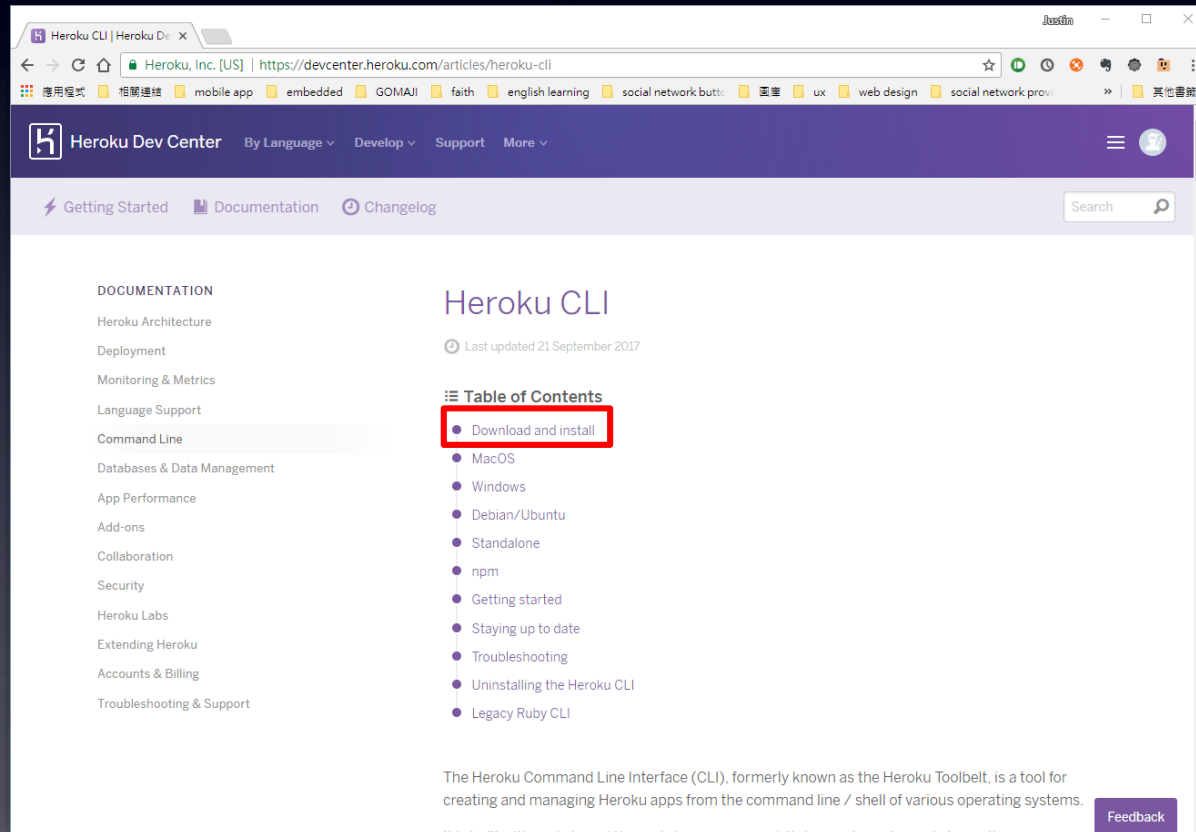 Justin
Heroku CLI | Heroku De
Heroku, Inc. [US] | https://devcenter.heroku.com/articles/heroku-cli
應用程式 相關連結 mobile app embedded GOMAJI faith english learning social network butto 圖庫 ux web design social network provi » 其他書籤
Heroku Dev Center By Language Develop Support More
Getting Started Documentation Changelog Search
DOCUMENTATION
Heroku Architecture
Deployment
Monitoring & Metrics
Language Support
Command Line
Databases & Data Management
App Performance
Add-ons
Collaboration
Security
Heroku Labs
Extending Heroku
Accounts & Billing
Troubleshooting & Support
Heroku CLI
Last updated 21 September 2017
Table of Contents
Download and install
MacOS
Windows
Debian/Ubuntu
Standalone
npm
Getting started
Staying up to date
Troubleshooting
Uninstalling the Heroku CLI
Legacy Ruby CLI
The Heroku Command Line Interface (CLI), formerly known as the Heroku Toolbelt, is a tool for
creating and managing Heroku apps from the command line / shell of various operating systems.
Feedback